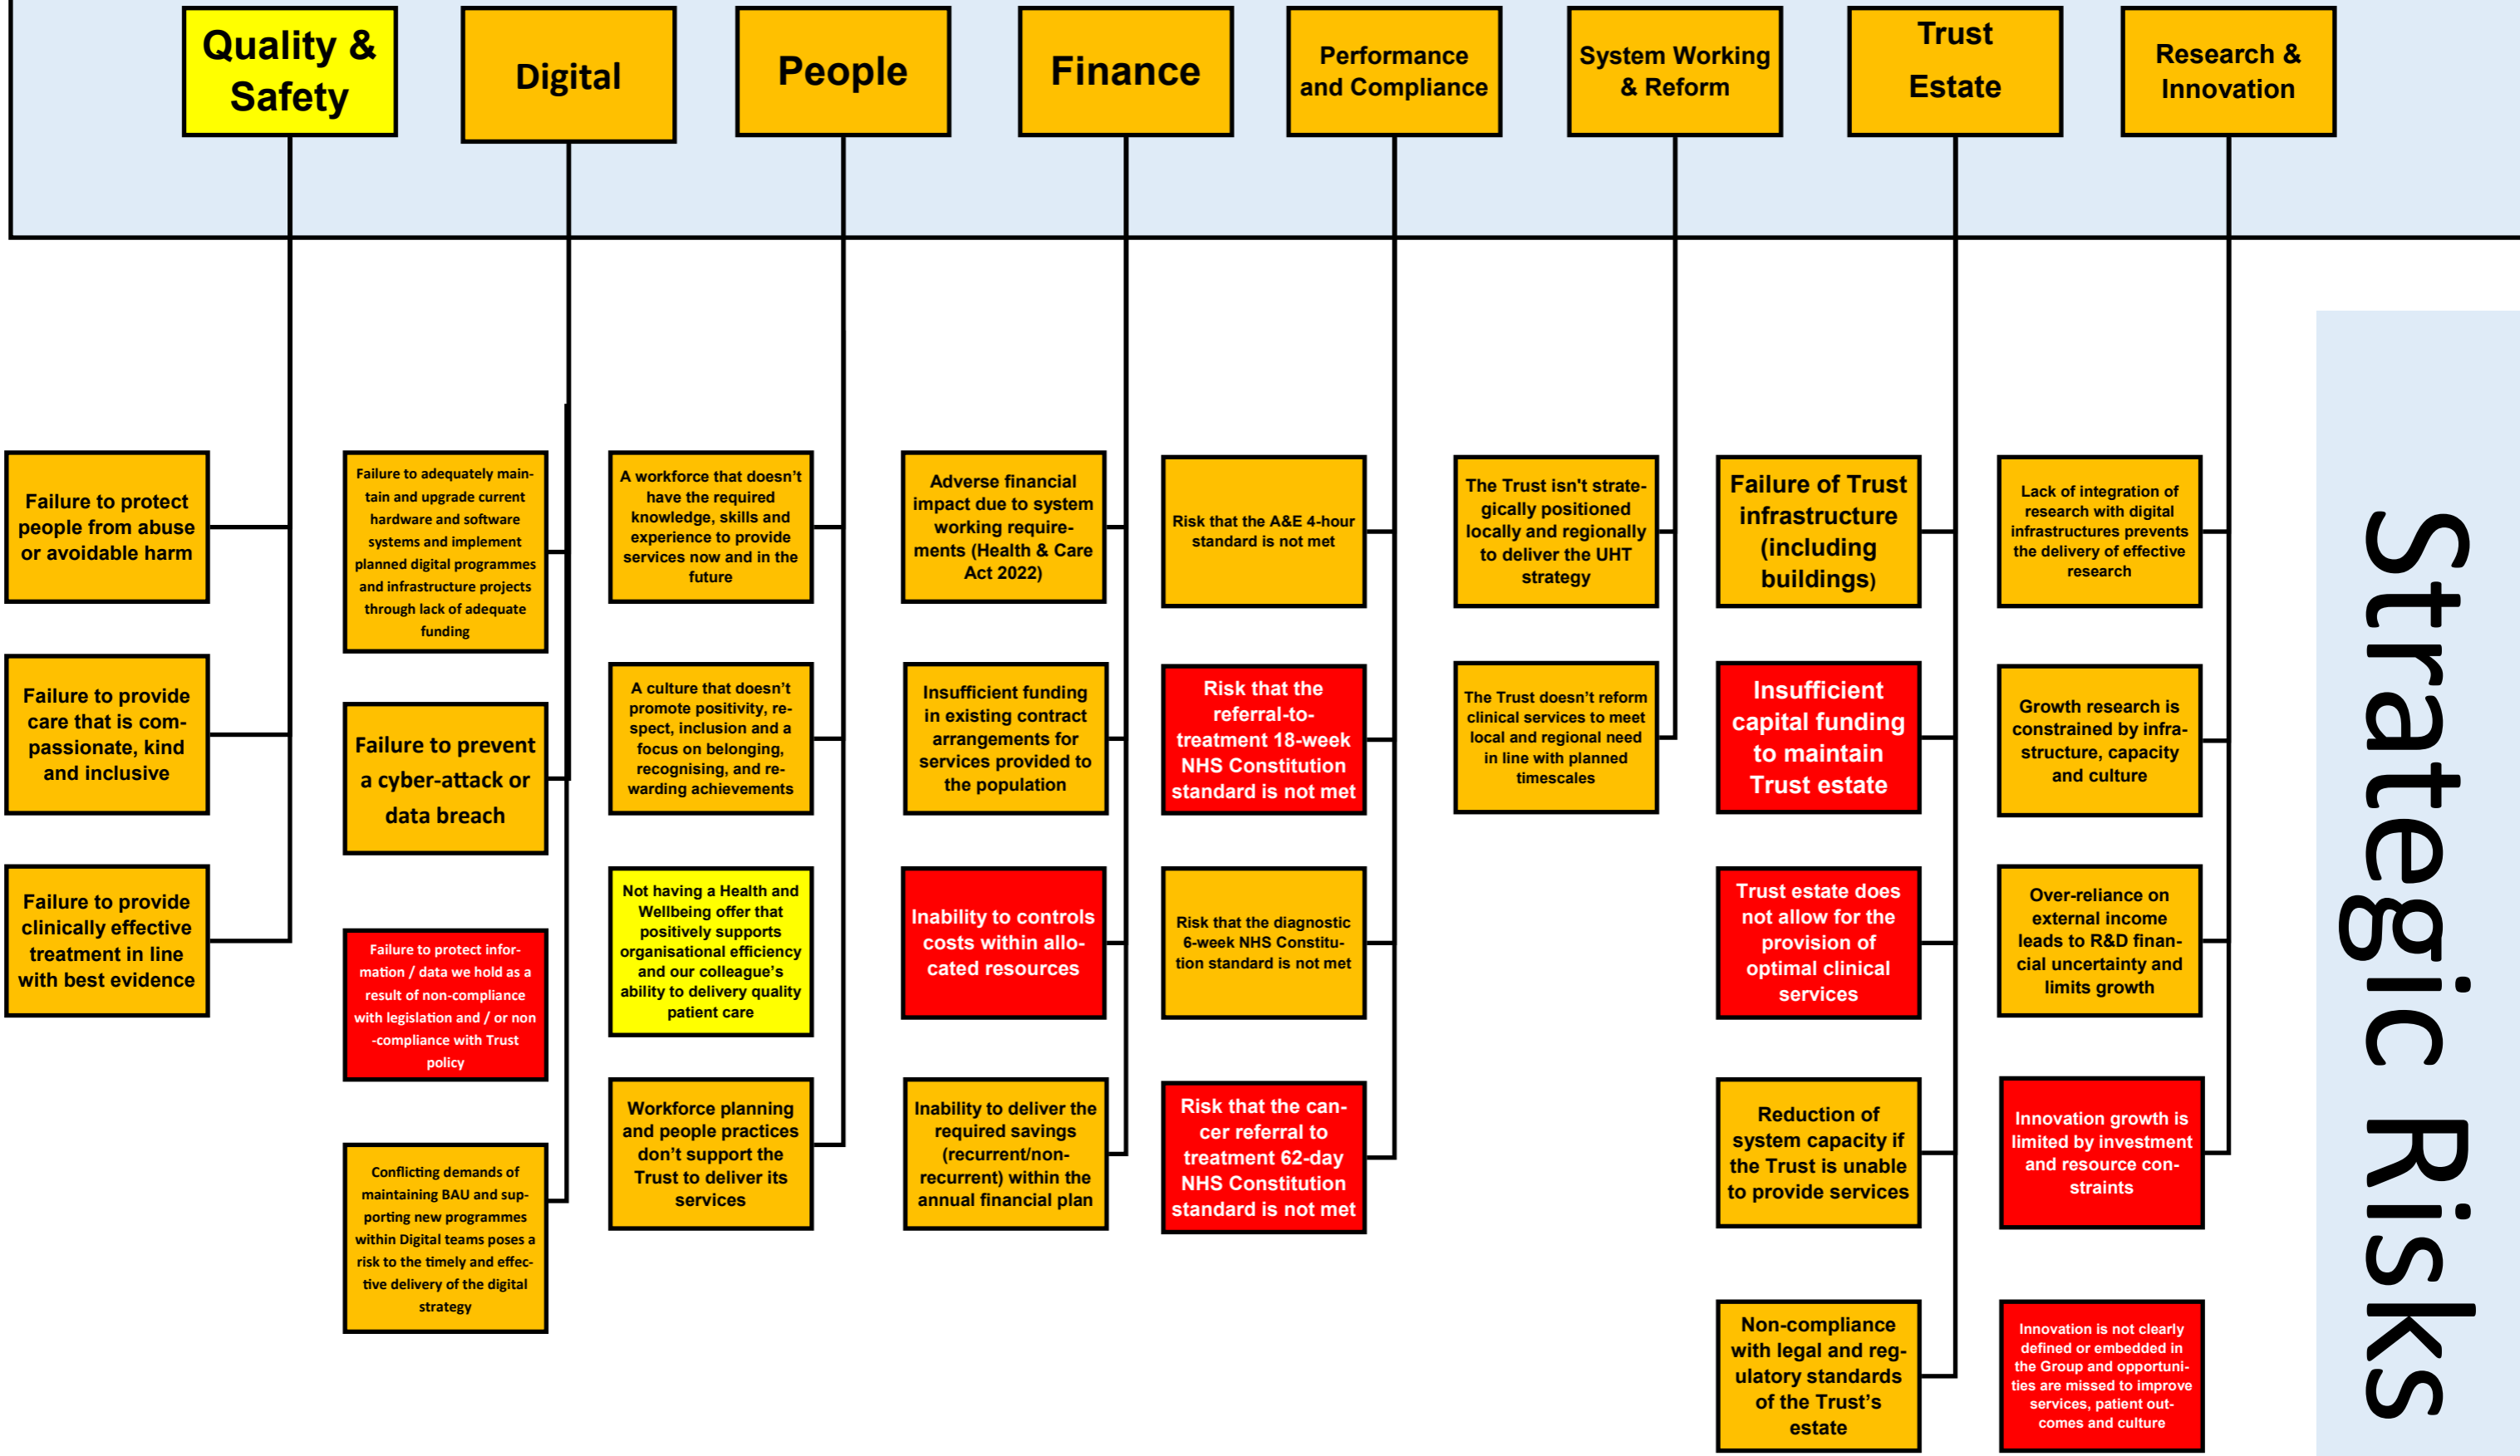 Quality &
Safety
Digital
People
Finance
Performance
and Compliance
System Working
& Reform
Trust
Estate
Research &
Innovation
Failure to protect
people from abuse
or avoidable harm
Failure to provide
care that is com-
passionate, kind
and inclusive
Failure to provide
clinically effective
treatment in line
with best evidence
Failure to adequately main-
tain and upgrade current
hardware and software
systems and implement
planned digital programmes
and infrastructure projects
through lack of adequate
funding
Failure to prevent
a cyber-attack or
data breach
Failure to protect infor-
mation / data we hold as a
result of non-compliance
with legislation and / or non
-compliance with Trust
policy
Conflicting demands of
maintaining BAU and sup-
porting new programmes
within Digital teams poses a
risk to the timely and effec-
tive delivery of the digital
strategy
A workforce that doesn't
have the required
knowledge, skills and
experience to provide
services now and in the
future
A culture that doesn't
promote positivity, re-
spect, inclusion and a
focus on belonging,
recognising, and re-
warding achievements
Not having a Health and
Wellbeing offer that
positively supports
organisational efficiency
and our colleague's
ability to delivery quality
patient care
Workforce planning
and people practices
don't support the
Trust to deliver its
services
Adverse financial
impact due to system
working require-
ments (Health & Care
Act 2022)
Insufficient funding
in existing contract
arrangements for
services provided to
the population
Inability to controls
costs within allo-
cated resources
Inability to deliver the
required savings
(recurrent/non-
recurrent) within the
annual financial plan
Risk that the A&E 4-hour
standard is not met
Risk that the
referral-to-
treatment 18-week
NHS Constitution
standard is not met
Risk that the diagnostic
6-week NHS Constitu-
tion standard is not met
Risk that the can-
cer referral to
treatment 62-day
NHS Constitution
standard is not met
The Trust isn't strate-
gically positioned
locally and regionally
to deliver the UHT
strategy
The Trust doesn't reform
clinical services to meet
local and regional need
in line with planned
timescales
Failure of Trust
infrastructure
(including
buildings)
Insufficient
capital funding
to maintain
Trust estate
Trust estate does
not allow for the
provision of
optimal clinical
services
Reduction of
system capacity if
the Trust is unable
to provide services
Non-compliance
with legal and reg-
ulatory standards
of the Trust's
estate
Lack of integration of
research with digital
infrastructures prevents
the delivery of effective
research
Growth research is
constrained by infra-
structure, capacity
and culture
Over-reliance on
external income
leads to R&D finan-
cial uncertainty and
limits growth
Innovation growth is
limited by investment
and resource con-
straints
Innovation is not clearly
defined or embedded in
the Group and opportuni-
ties are missed to improve
services, patient out-
comes and culture
Strategic Risks